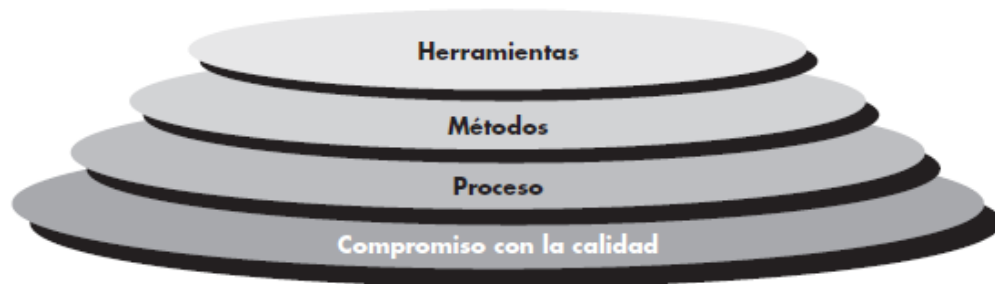 Herramientas
Métodos
Proceso
Compromiso con la calidad